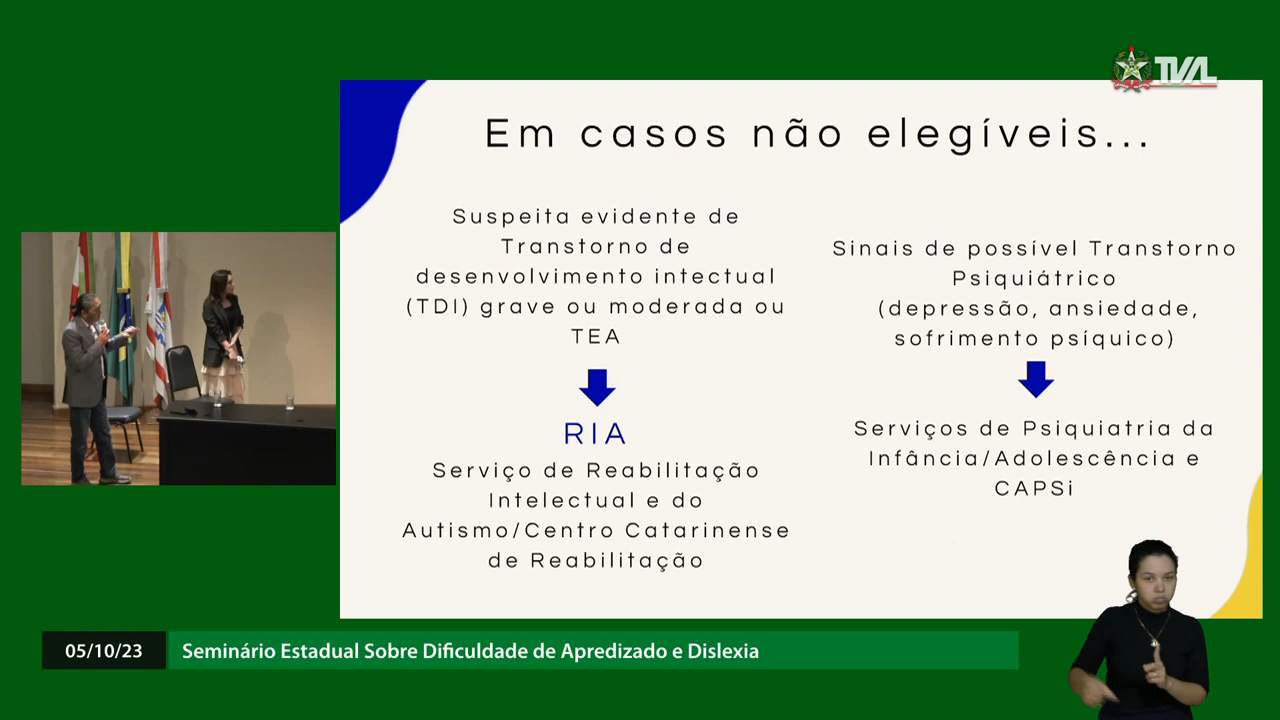 TVAL
Em casos não elegíveis...
Suspeita evidente de
Transtorno de
desenvolvimento intectual
(TDI) grave ou moderada ou
TEA
RIA
Serviço de Reabilitação
Intelectual e do
Autismo/Centro Catarinense
de Reabilitação
Sinais de possível Transtorno
Psiquiátrico
(depressão, ansiedade,
sofrimento psíquico)
Serviços de Psiquiatria da
Infância/Adolescência e
CAPSi
05/10/23
Seminário Estadual Sobre Dificuldade de Apredizado e Dislexia